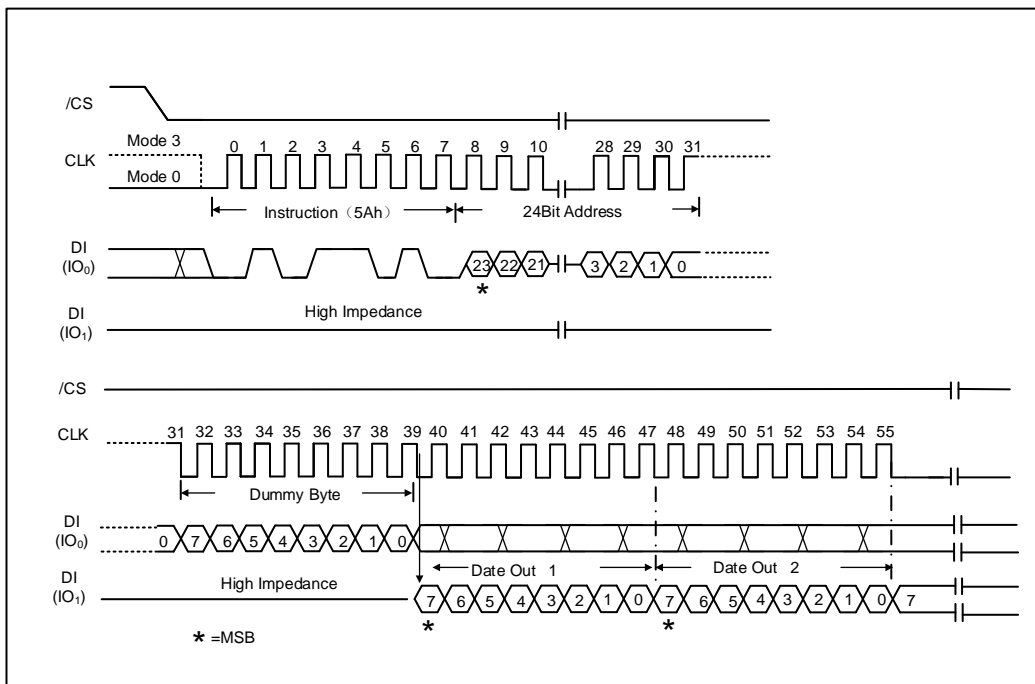 /CS
Mode 3
CLK
Mode 0
0 1 2 3 4 5 6 7 8 9 10 28 29 30 31
Instruction（5Ah） 24Bit Address
DI
(IO₀)
23 22 21 3 2 1 0
*
High Impedance
DI
(IO₁)
/CS
CLK
31 32 33 34 35 36 37 38 39 40 41 42 43 44 45 46 47 48 49 50 51 52 53 54 55
Dummy Byte
DI
(IO₀)
0 7 6 5 4 3 2 1 0
Date Out 1 Date Out 2
DI
(IO₁)
High Impedance
7 6 5 4 3 2 1 0 7 6 5 4 3 2 1 0 7
* *
* =MSB